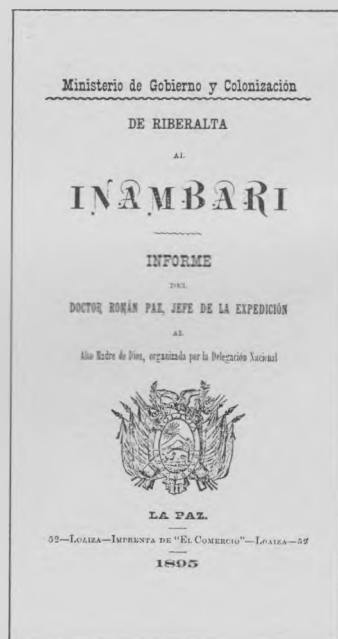 Ministerio de Gobierno y Colonización
DE RIBERALTA
AL
INAMBARI
INFORME
DEL
DOCTOR ROMÁN PAZ, JEFE DE LA EXPEDICIÓN
AL
Alto Madre de Dios, organizada por la Delegación Nacional
LA PAZ.
52—LOAIZA—IMPRENTA DE "EL COMERCIO"—LOAIZA—52
1895